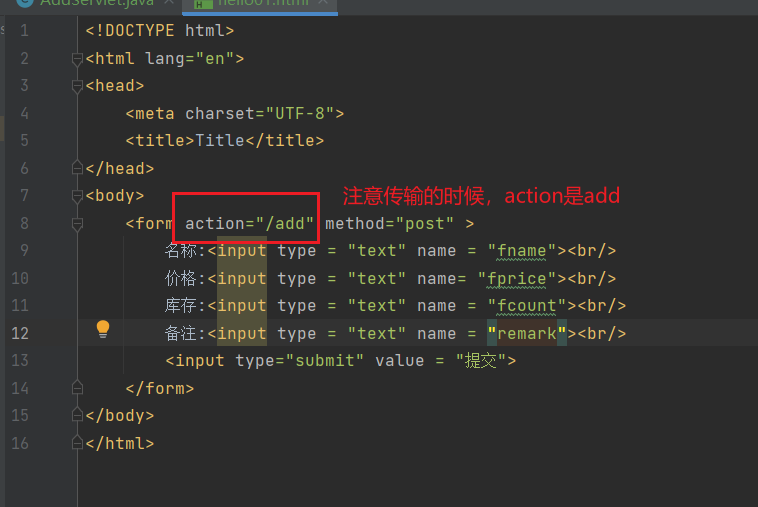 AddServlet.java hello01.html
1 <!DOCTYPE html>
2 <html lang="en">
3 <head>
4 <meta charset="UTF-8">
5 <title>Title</title>
6 </head>
7 <body> 注意传输的时候，action是add
8 <form action="/add" method="post" >
9 名称:<input type = "text" name = "fname"><br/>
10 价格:<input type = "text" name= "fprice"><br/>
11 库存:<input type = "text" name = "fcount"><br/>
12 备注:<input type = "text" name = "remark"><br/>
13 <input type="submit" value = "提交">
14 </form>
15 </body>
16 </html>